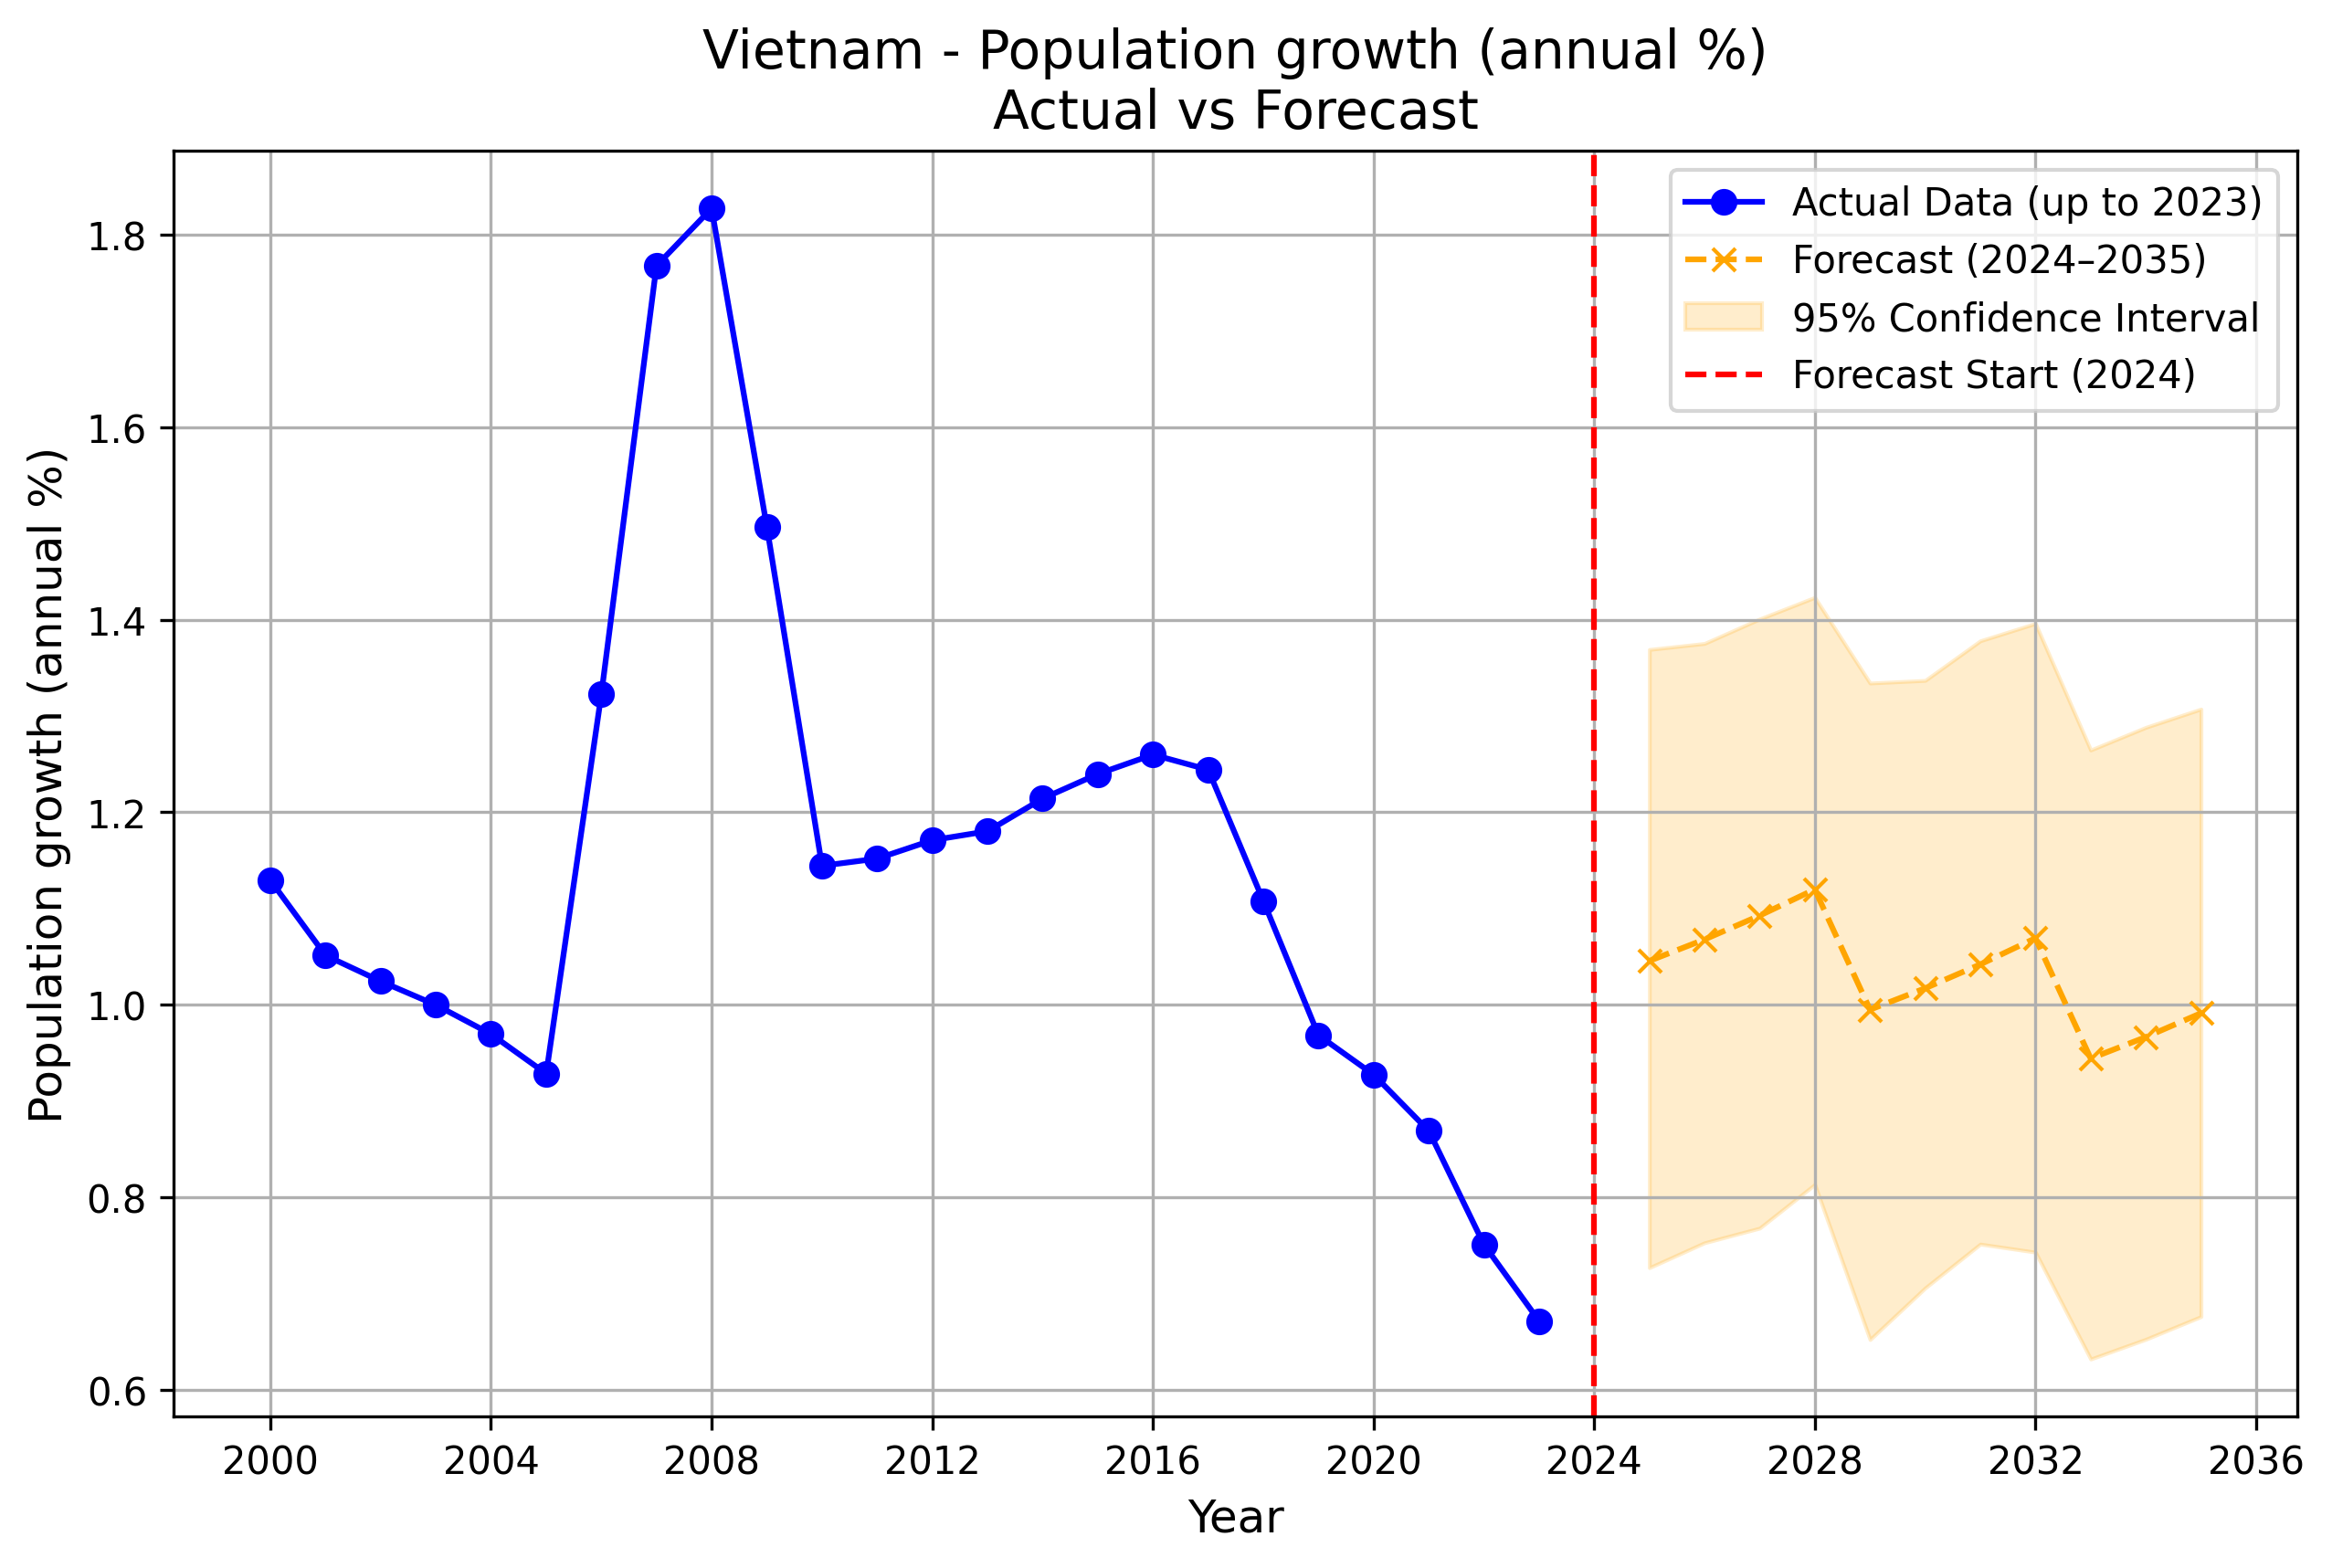 Vietnam - Population growth (annual %)
Actual vs Forecast
Population growth (annual %)
1.8
1.6
1.4
1.2
1.0
0.8
0.6
Actual Data (up to 2023)
Forecast (2024–2035)
95% Confidence Interval
Forecast Start (2024)
2000 2004 2008 2012 2016 2020 2024 2028 2032 2036
Year